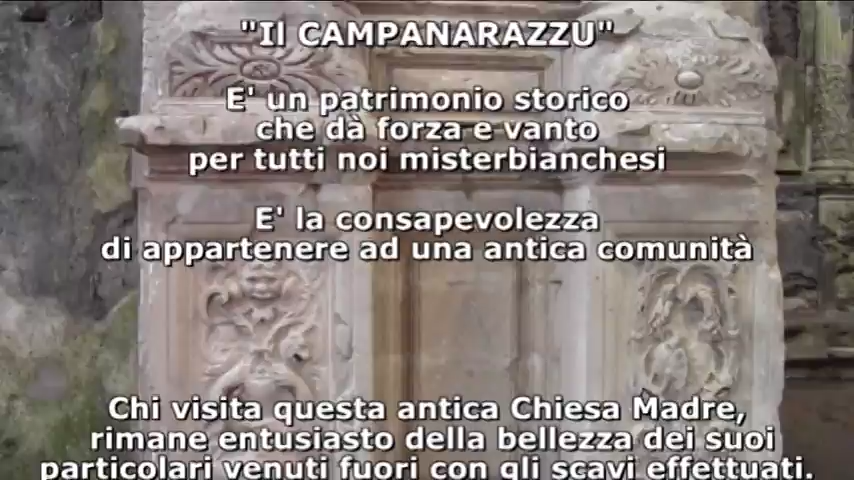 "Il CAMPANARAZZU"
E' un patrimonio storico
che dà forza e vanto
per tutti noi misterbianchesi
E' la consapevolezza
di appartenere ad una antica comunità
Chi visita questa antica Chiesa Madre,
rimane entusiasto della bellezza dei suoi
particolari venuti fuori con gli scavi effettuati.